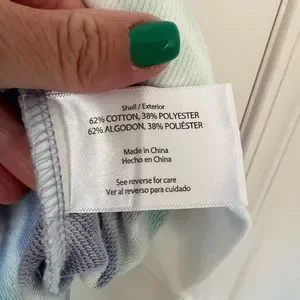 Shell / Exterior
62% COTTON, 38% POLYESTER
62% ALGODON, 38% POLIÉSTER
Made in China
Hecho en China
See reverse for care
Ver al reverso para cuidado